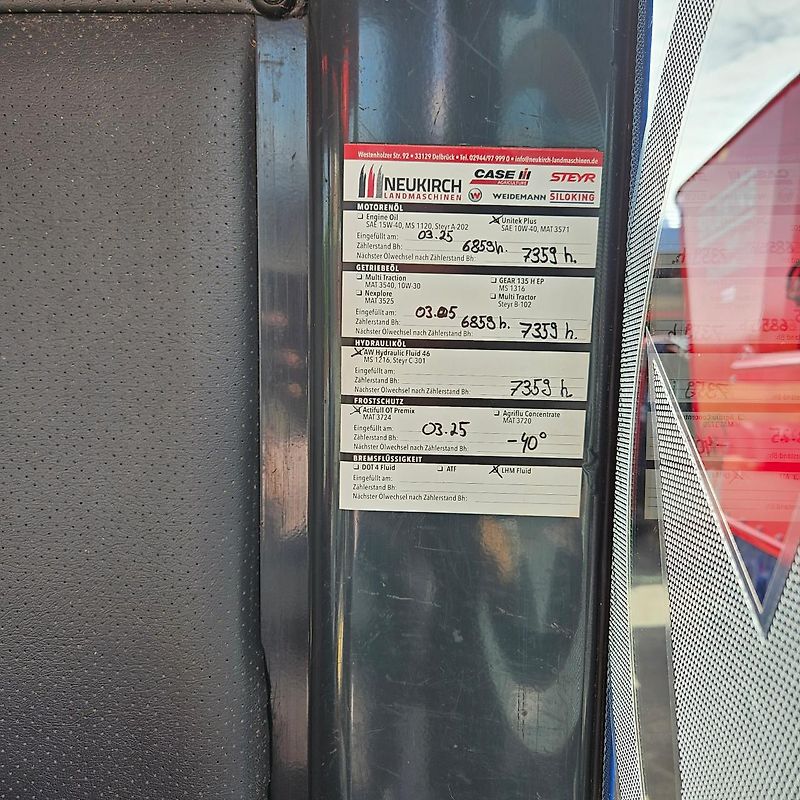 Westenholzer Str. 92 • 33129 Delbrück • Tel. 02944/97 999 0 • info@neukirch-landmaschinen.de
NEUKIRCH
LANDMASCHINEN
CASE IH
AGRICULTURE
STEYR
WEIDEMANN
SILOKING
MOTORENÖL
Engine Oil
SAE 15W-40, MS 1120, Steyr A-202
Unitek Plus
SAE 10W-40, MAT 3571
Eingefüllt am: 03.25
Zählerstand Bh: 6859h.
Nächster Ölwechsel nach Zählerstand Bh: 7359 h.
GETRIEBEÖL
Multi Traction
MAT 3540, 10W-30
GEAR 135 H EP
MS 1316
Nexplore
MAT 3525
Multi Tractor
Steyr B-102
Eingefüllt am: 03.25
Zählerstand Bh: 6859h.
Nächster Ölwechsel nach Zählerstand Bh: 7359 h.
HYDRAULIKÖL
AW Hydraulic Fluid 46
MS 1216, Steyr C-301
Eingefüllt am:
Zählerstand Bh:
Nächster Ölwechsel nach Zählerstand Bh: 7359 h
FROSTSCHUTZ
Actifull OT Premix
MAT 3724
Agriflu Concentrate
MAT 3720
Eingefüllt am: 03.25
Zählerstand Bh: -40°
Nächster Ölwechsel nach Zählerstand Bh:
BREMSFLÜSSIGKEIT
DOT 4 Fluid
ATF
LHM Fluid
Eingefüllt am:
Zählerstand Bh:
Nächster Ölwechsel nach Zählerstand Bh: